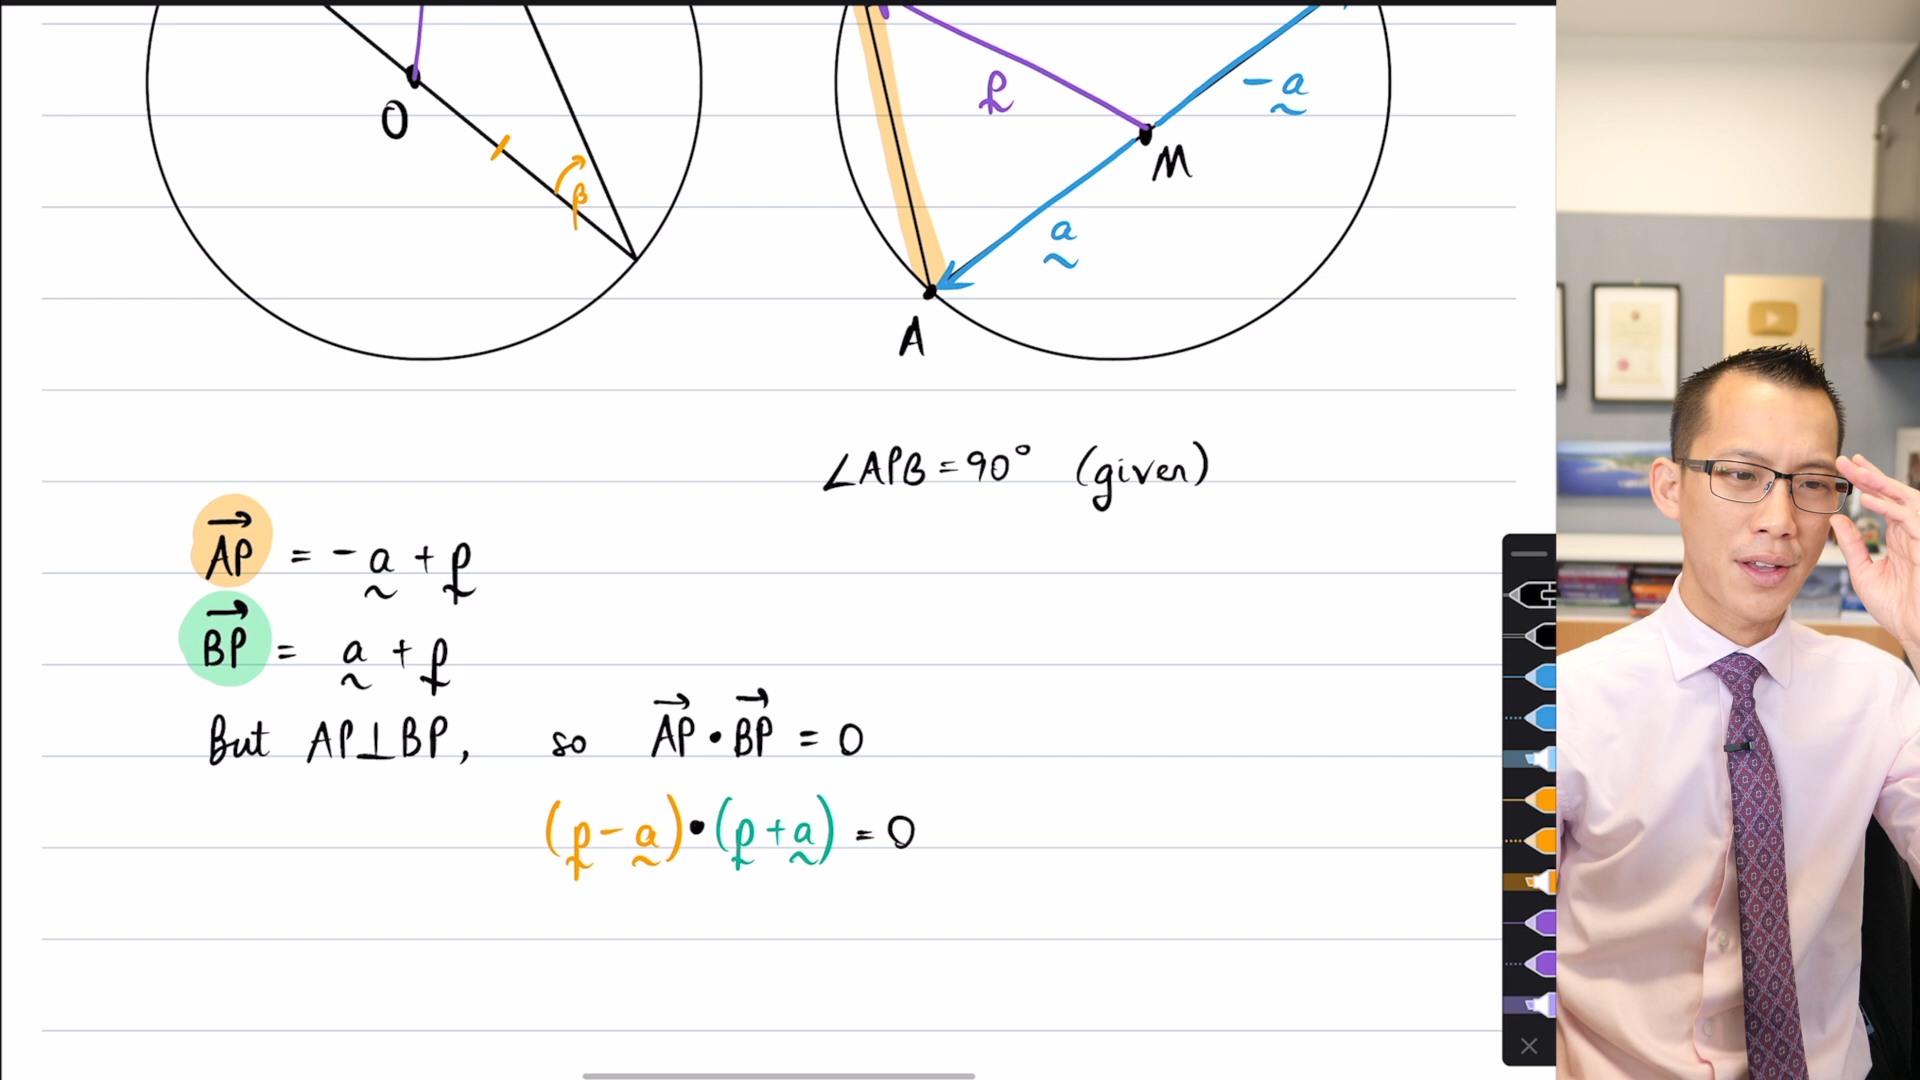 O
β
p
-a
M
a
A
∠APB = 90° (given)
AP = -a + p
BP = a + p
But AP⊥BP, so AP • BP = 0
(p - a) • (p + a) = 0